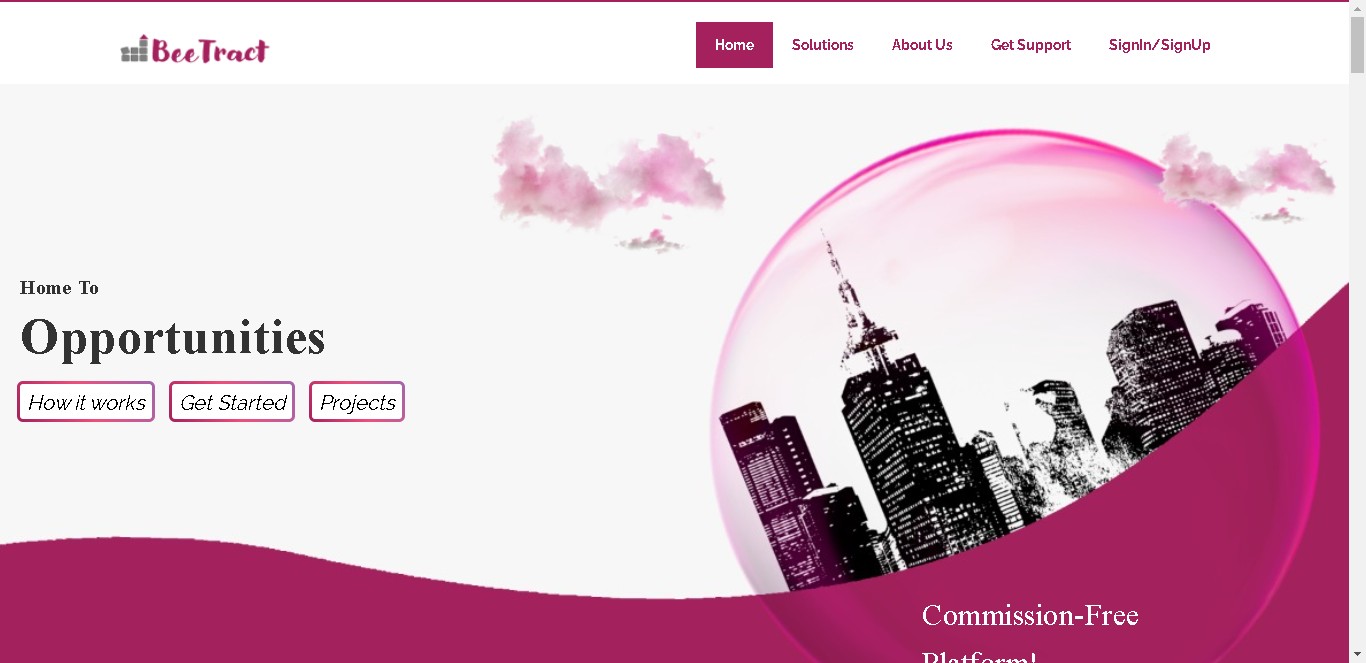 BeeTract
Home Solutions About Us Get Support SignIn/SignUp
Home To
Opportunities
How it works Get Started Projects
Commission-Free
Platform!